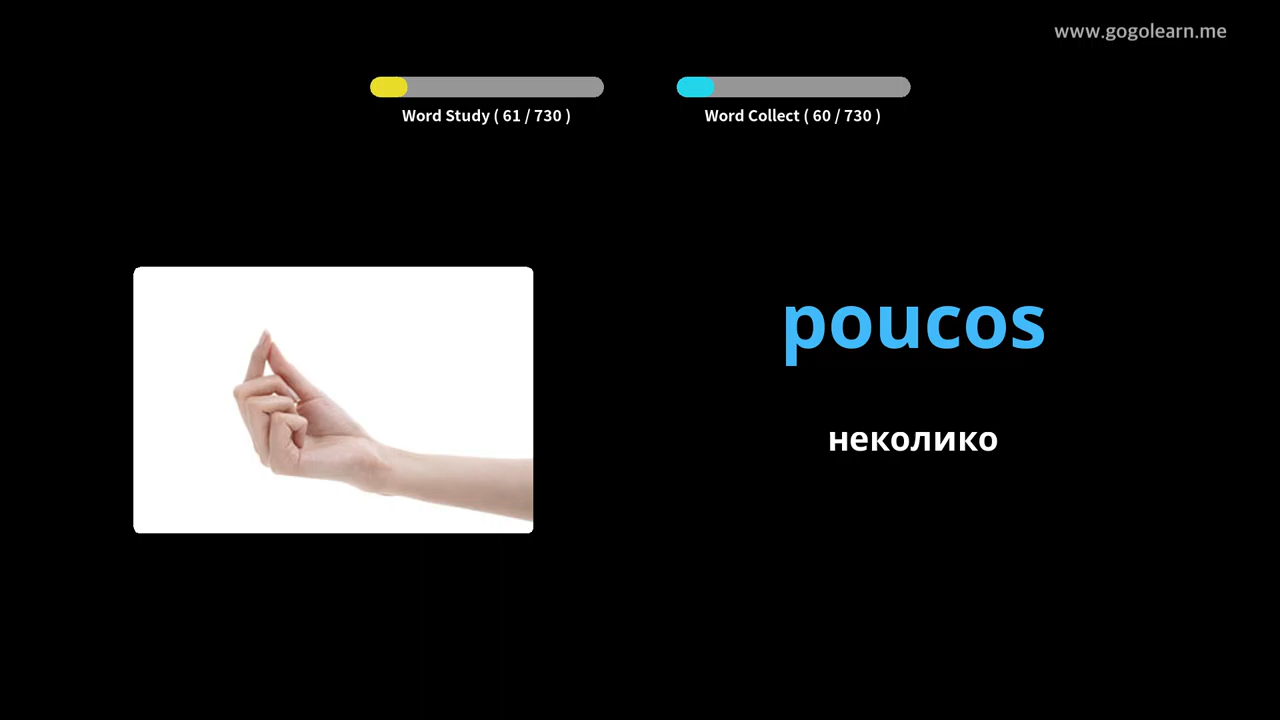 www.gogolearn.me
Word Study ( 61 / 730 )
Word Collect ( 60 / 730 )
poucos
неколико